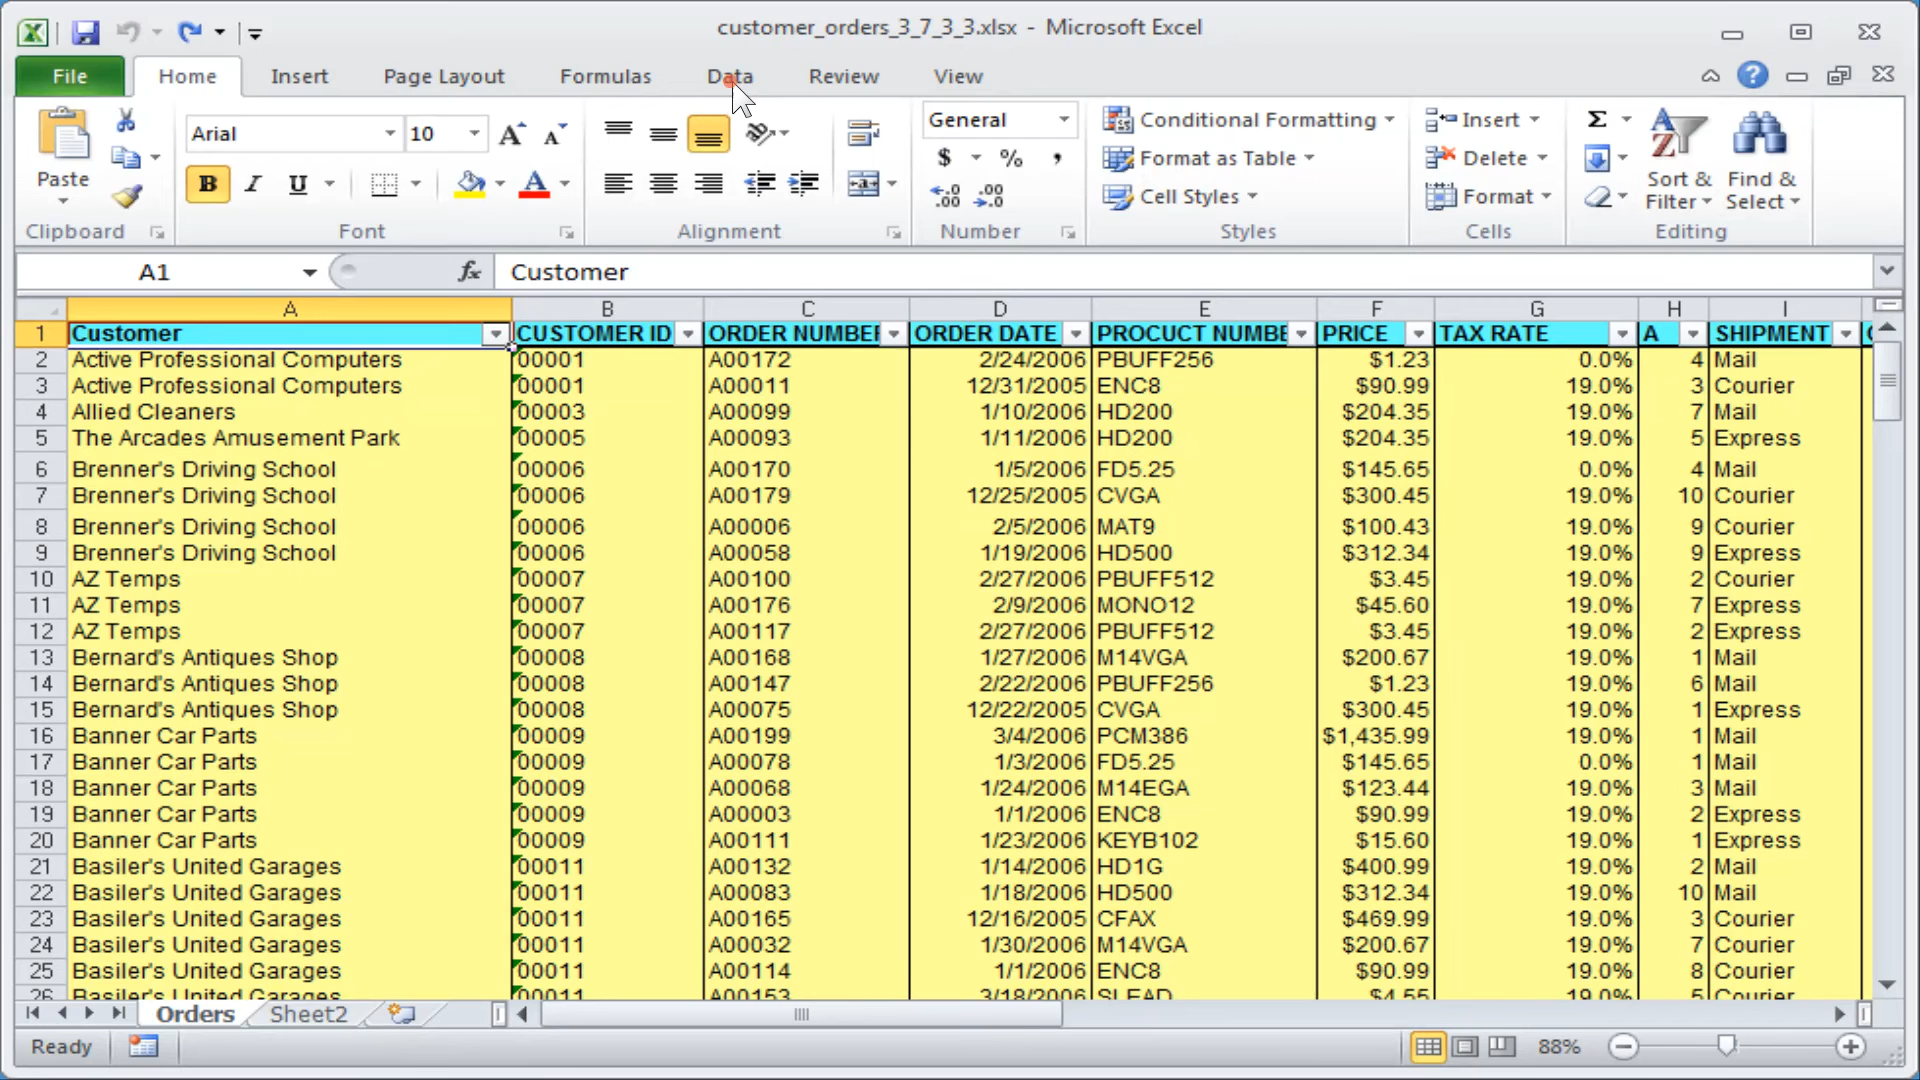 customer_orders_3_7_3_3.xlsx - Microsoft Excel
File Home Insert Page Layout Formulas Data Review View
Paste
Clipboard
Arial 10
B I U
Font
Alignment
General
$ % ,
Number
Conditional Formatting
Format as Table
Cell Styles
Styles
Insert
Delete
Format
Cells
Σ
Sort & Filter
Find & Select
Editing
A1 fx Customer
A B C D E F G H I
1 Customer CUSTOMER ID ORDER NUMBER ORDER DATE PROCUCT NUMBE PRICE TAX RATE A SHIPMENT
2 Active Professional Computers 00001 A00172 2/24/2006 PBUFF256 $1.23 0.0% 4 Mail
3 Active Professional Computers 00001 A00011 12/31/2005 ENC8 $90.99 19.0% 3 Courier
4 Allied Cleaners 00003 A00099 1/10/2006 HD200 $204.35 19.0% 7 Mail
5 The Arcades Amusement Park 00005 A00093 1/11/2006 HD200 $204.35 19.0% 5 Express
6 Brenner's Driving School 00006 A00170 1/5/2006 FD5.25 $145.65 0.0% 4 Mail
7 Brenner's Driving School 00006 A00179 12/25/2005 CVGA $300.45 19.0% 10 Courier
8 Brenner's Driving School 00006 A00006 2/5/2006 MAT9 $100.43 19.0% 9 Courier
9 Brenner's Driving School 00006 A00058 1/19/2006 HD500 $312.34 19.0% 9 Express
10 AZ Temps 00007 A00100 2/27/2006 PBUFF512 $3.45 19.0% 2 Courier
11 AZ Temps 00007 A00176 2/9/2006 MONO12 $45.60 19.0% 7 Express
12 AZ Temps 00007 A00117 2/27/2006 PBUFF512 $3.45 19.0% 2 Express
13 Bernard's Antiques Shop 00008 A00168 1/27/2006 M14VGA $200.67 19.0% 1 Mail
14 Bernard's Antiques Shop 00008 A00147 2/22/2006 PBUFF256 $1.23 19.0% 6 Mail
15 Bernard's Antiques Shop 00008 A00075 12/22/2005 CVGA $300.45 19.0% 1 Express
16 Banner Car Parts 00009 A00199 3/4/2006 PCM386 $1,435.99 19.0% 1 Mail
17 Banner Car Parts 00009 A00078 1/3/2006 FD5.25 $145.65 0.0% 1 Mail
18 Banner Car Parts 00009 A00068 1/24/2006 M14EGA $123.44 19.0% 3 Mail
19 Banner Car Parts 00009 A00003 1/1/2006 ENC8 $90.99 19.0% 2 Express
20 Banner Car Parts 00009 A00111 1/23/2006 KEYB102 $15.60 19.0% 1 Express
21 Basiler's United Garages 00011 A00132 1/14/2006 HD1G $400.99 19.0% 2 Mail
22 Basiler's United Garages 00011 A00083 1/18/2006 HD500 $312.34 19.0% 10 Mail
23 Basiler's United Garages 00011 A00165 12/16/2005 CFAX $469.99 19.0% 3 Courier
24 Basiler's United Garages 00011 A00032 1/30/2006 M14VGA $200.67 19.0% 7 Courier
25 Basiler's United Garages 00011 A00114 1/1/2006 ENC8 $90.99 19.0% 8 Courier
26 Basiler's United Garages 00011 A00153 3/18/2006 SLEAD $4.55 19.0% 5 Courier
Orders Sheet2
Ready 88%